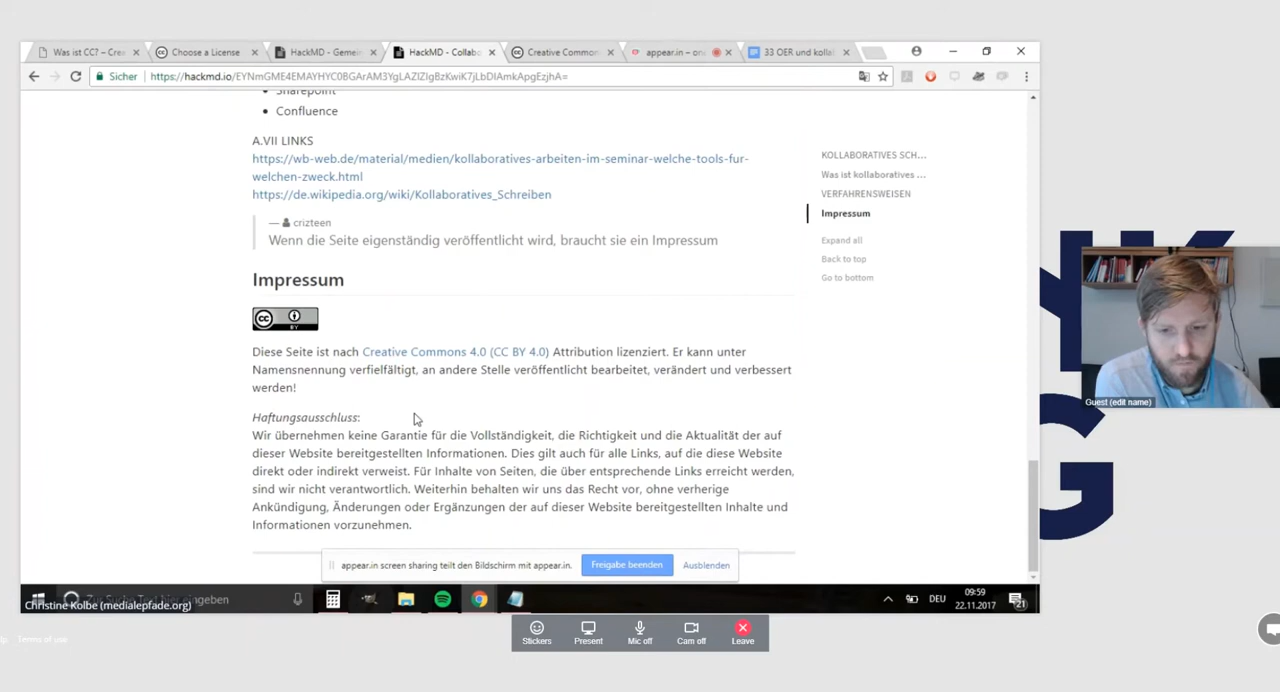 Was ist CC? – Cre
Choose a License
HackMD - Gemein
HackMD - Collabo
Creative Common
appear.in – on
33 OER und kolla
Sicher https://hackmd.io/
Sharepoint
Confluence
A.VII LINKS
https://wb-web.de/material/medien/kollaboratives-arbeiten-im-seminar-welche-tools-fur-
welchen-zweck.html
https://de.wikipedia.org/wiki/Kollaboratives_Schreiben
— crizteen
Wenn die Seite eigenständig veröffentlicht wird, braucht sie ein Impressum
Impressum
cc BY
Diese Seite ist nach Creative Commons 4.0 (CC BY 4.0) Attribution lizenziert. Er kann unter
Namensnennung verfielfältigt, an andere Stelle veröffentlicht bearbeitet, verändert und verbessert
werden!
Haftungsausschluss:
Wir übernehmen keine Garantie für die Vollständigkeit, die Richtigkeit und die Aktualität der auf
dieser Website bereitgestellten Informationen. Dies gilt auch für alle Links, auf die diese Website
direkt oder indirekt verweist. Für Inhalte von Seiten, die über entsprechende Links erreicht werden,
sind wir nicht verantwortlich. Weiterhin behalten wir uns das Recht vor, ohne verherige
Ankündigung, Änderungen oder Ergänzungen der auf dieser Website bereitgestellten Inhalte und
Informationen vorzunehmen.
KOLLABORATIVES SCH...
Was ist kollaboratives ...
VERFAHRENSWEISEN
Impressum
Expand all
Back to top
Go to bottom
appear.in screen sharing teilt den Bildschirm mit appear.in.
Freigabe beenden
Ausblenden
Guest (edit name)
Christine Kolbe (medialepfade.org)
eingeben
DEU
09:59
22.11.2017
21
Stickers
Present
Mic off
Cam off
Leave
Terms of use